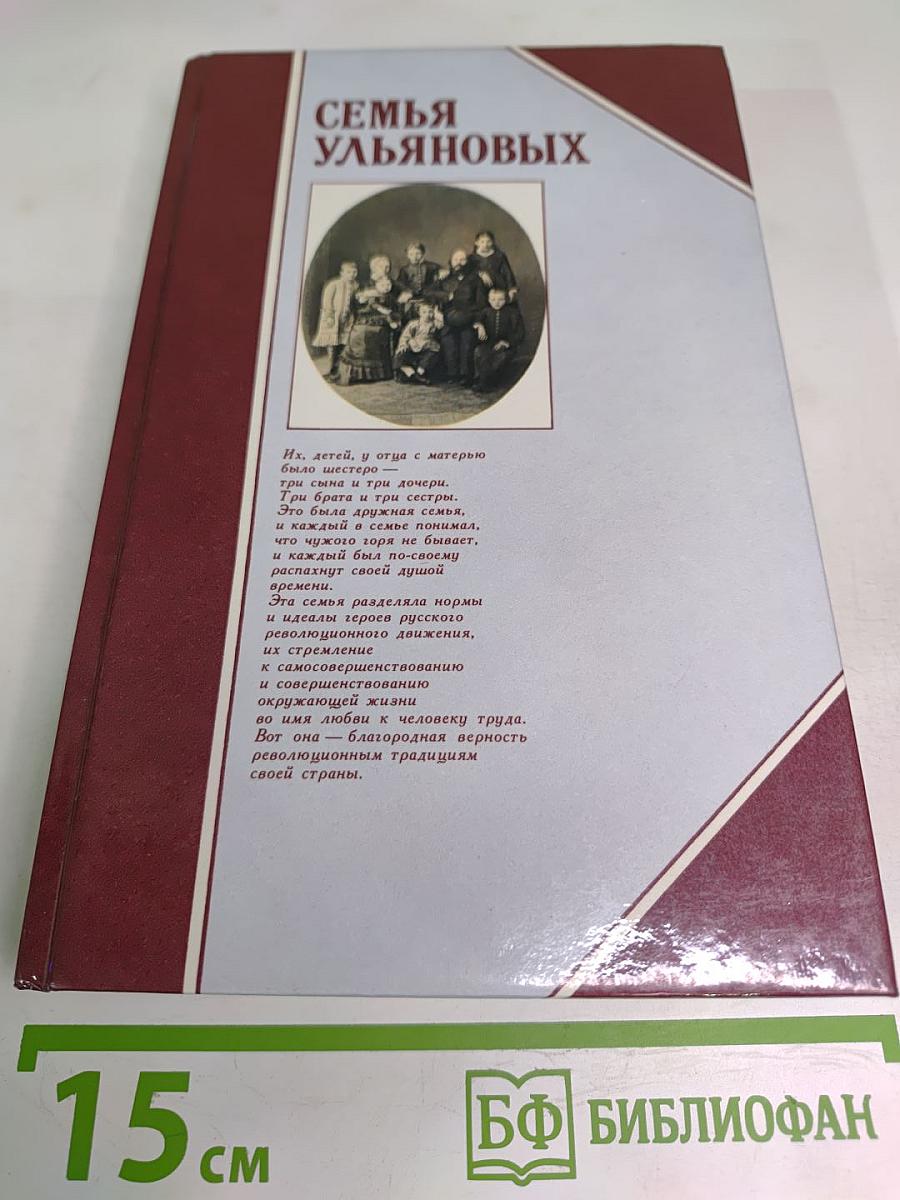 СЕМЬЯ
УЛЬЯНОВЫХ
Их, детей, у отца с матерью
было шестеро —
три сына и три дочери.
Три брата и три сестры.
Это была дружная семья,
и каждый в семье понимал,
что чужого горя не бывает,
и каждый был по-своему
распахнут своей душой
времени.
Эта семья разделяла нормы
и идеалы героев русского
революционного движения,
их стремление
к самосовершенствованию
и совершенствованию
окружающей жизни
во имя любви к человеку труда.
Вот она — благородная верность
революционным традициям
своей страны.
15 см
БФ БИБЛИОФАН